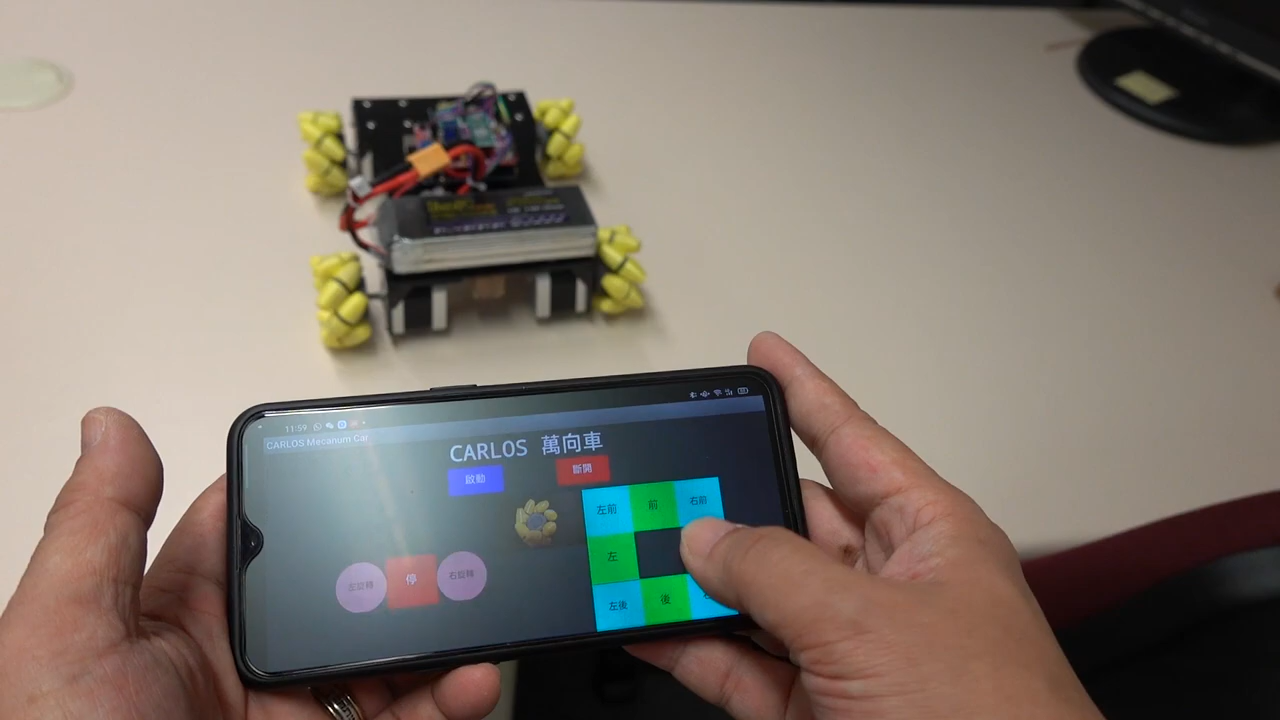 11:59
CARLOS Mecanum Car
CARLOS 萬向車
啟動
斷開
左前
前
右前
左
左旋轉
停
右旋轉
左後
後